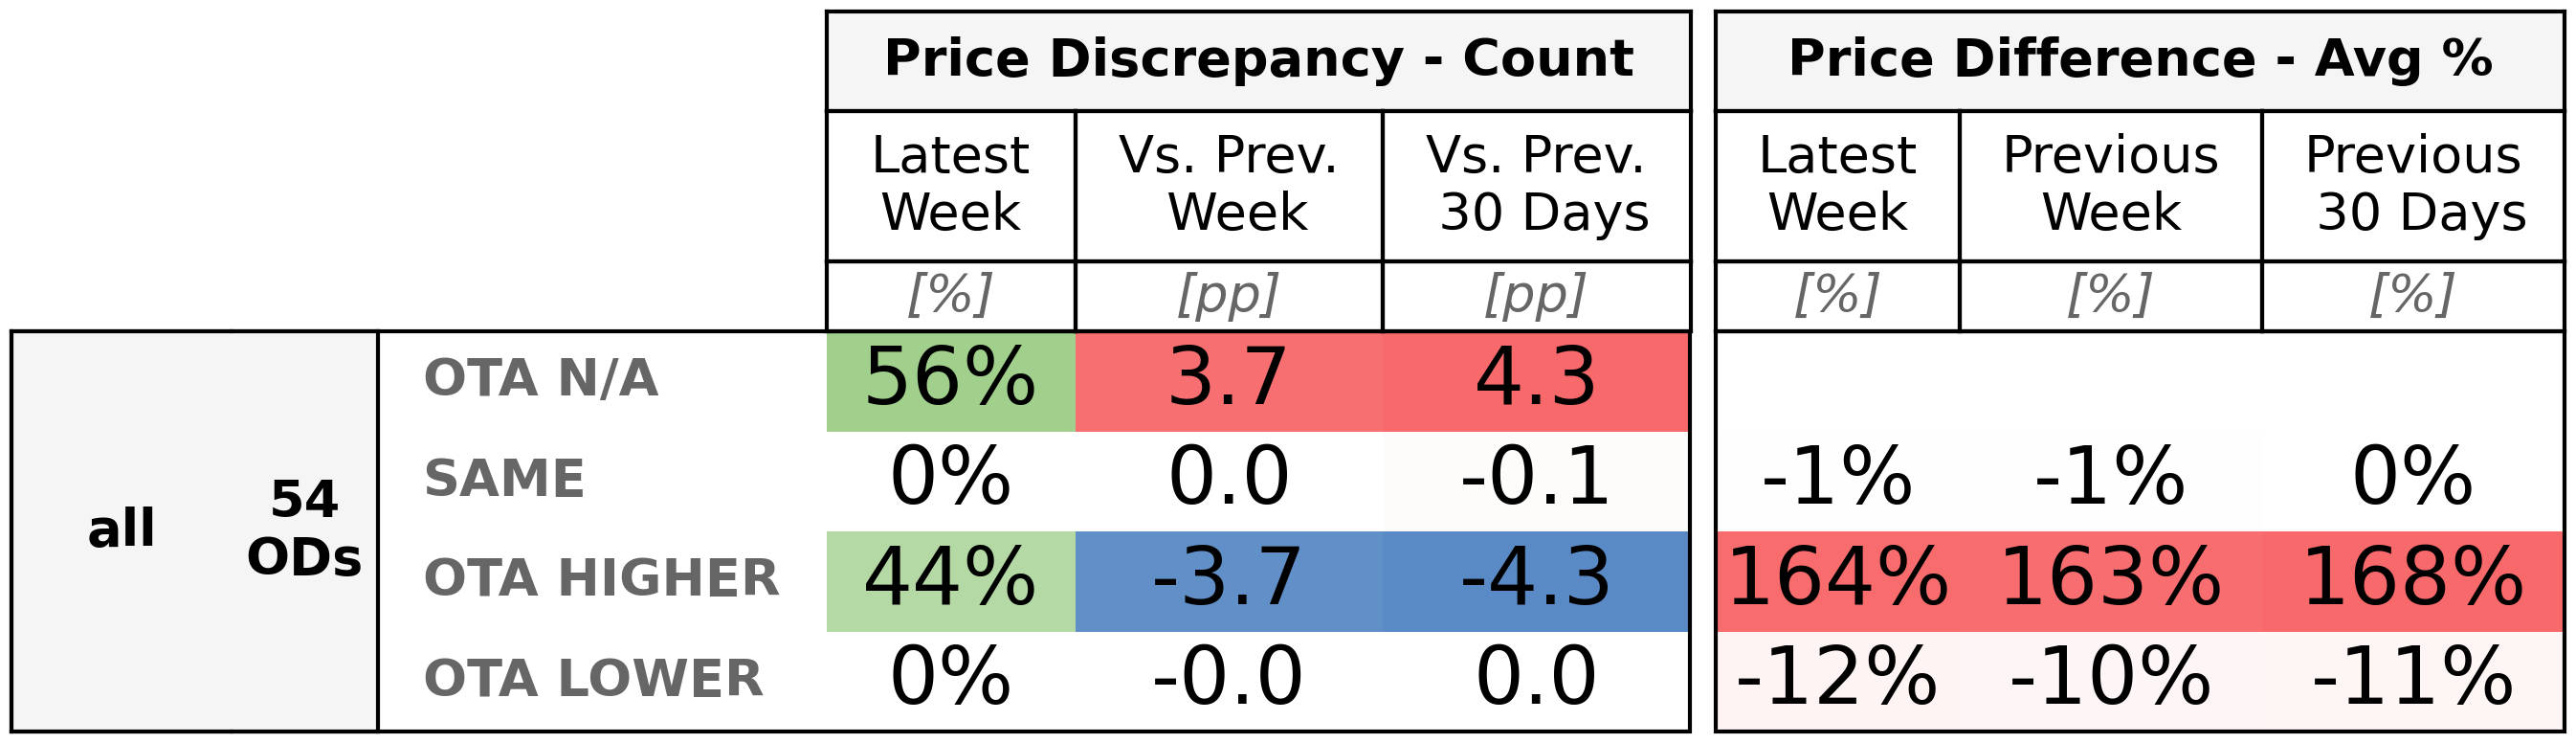 Price Discrepancy - Count Price Difference - Avg %
Latest Week Vs. Prev. Week Vs. Prev. 30 Days Latest Week Previous Week Previous 30 Days
[%] [pp] [pp] [%] [%] [%]
all 54 ODs
OTA N/A 56% 3.7 4.3
SAME 0% 0.0 -0.1 -1% -1% 0%
OTA HIGHER 44% -3.7 -4.3 164% 163% 168%
OTA LOWER 0% -0.0 0.0 -12% -10% -11%